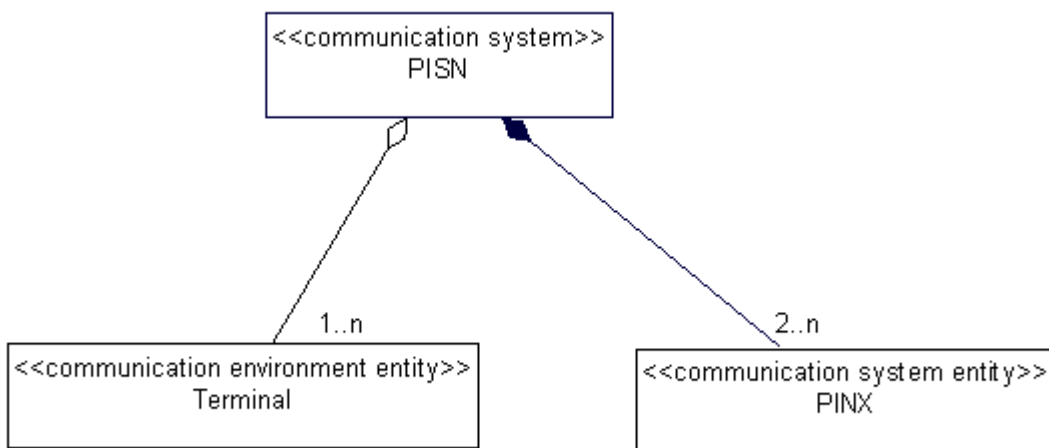 <<communication system>>
PISN
1..n
2..n
<<communication environment entity>>
Terminal
<<communication system entity>>
PINX